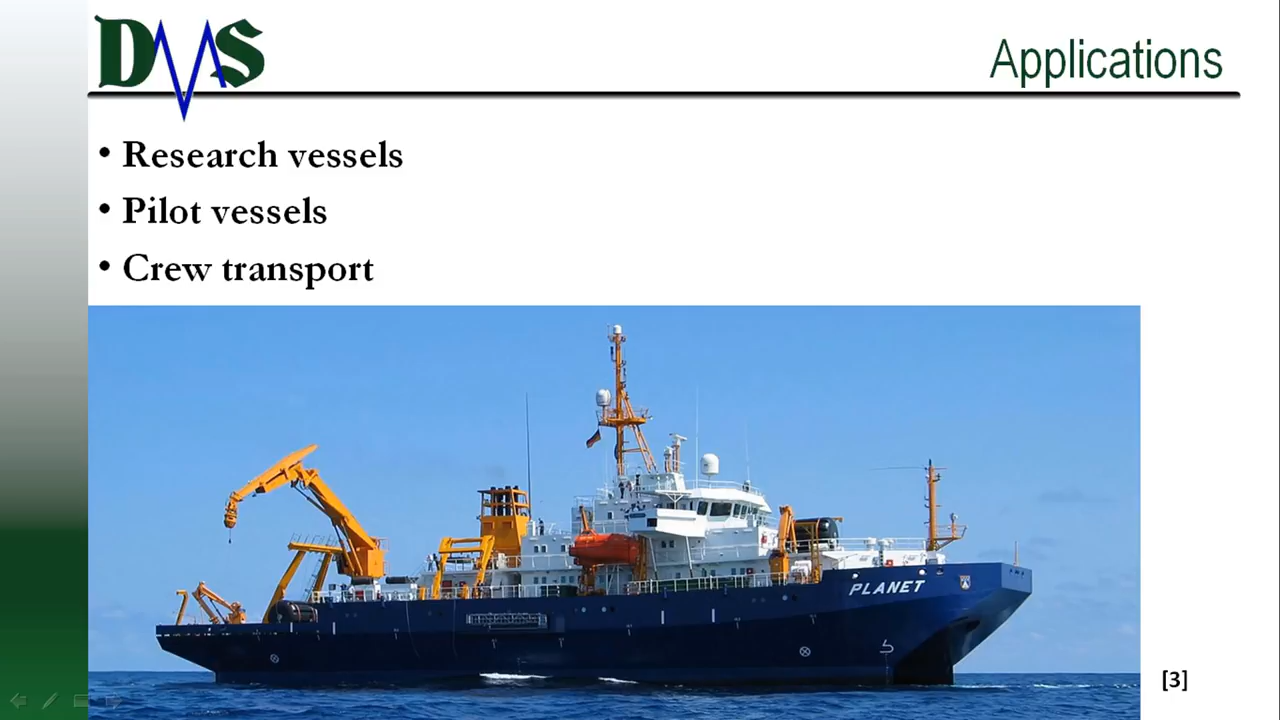 DMS
Applications
• Research vessels
• Pilot vessels
• Crew transport
PLANET
[3]